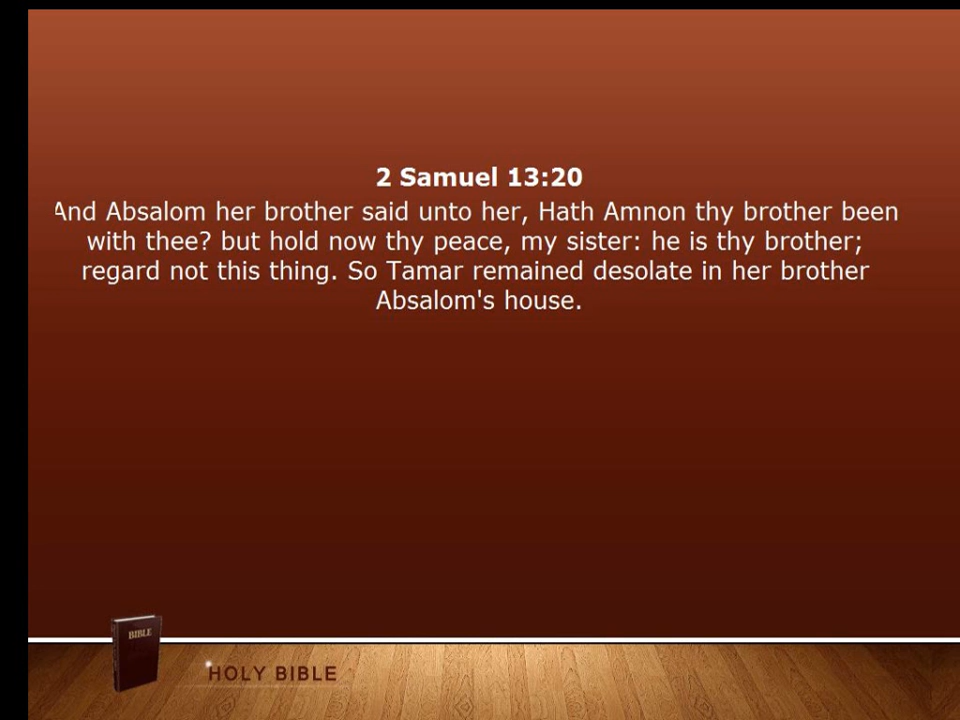 2 Samuel 13:20
And Absalom her brother said unto her, Hath Amnon thy brother been
with thee? but hold now thy peace, my sister: he is thy brother;
regard not this thing. So Tamar remained desolate in her brother
Absalom's house.
BIBLE
HOLY BIBLE